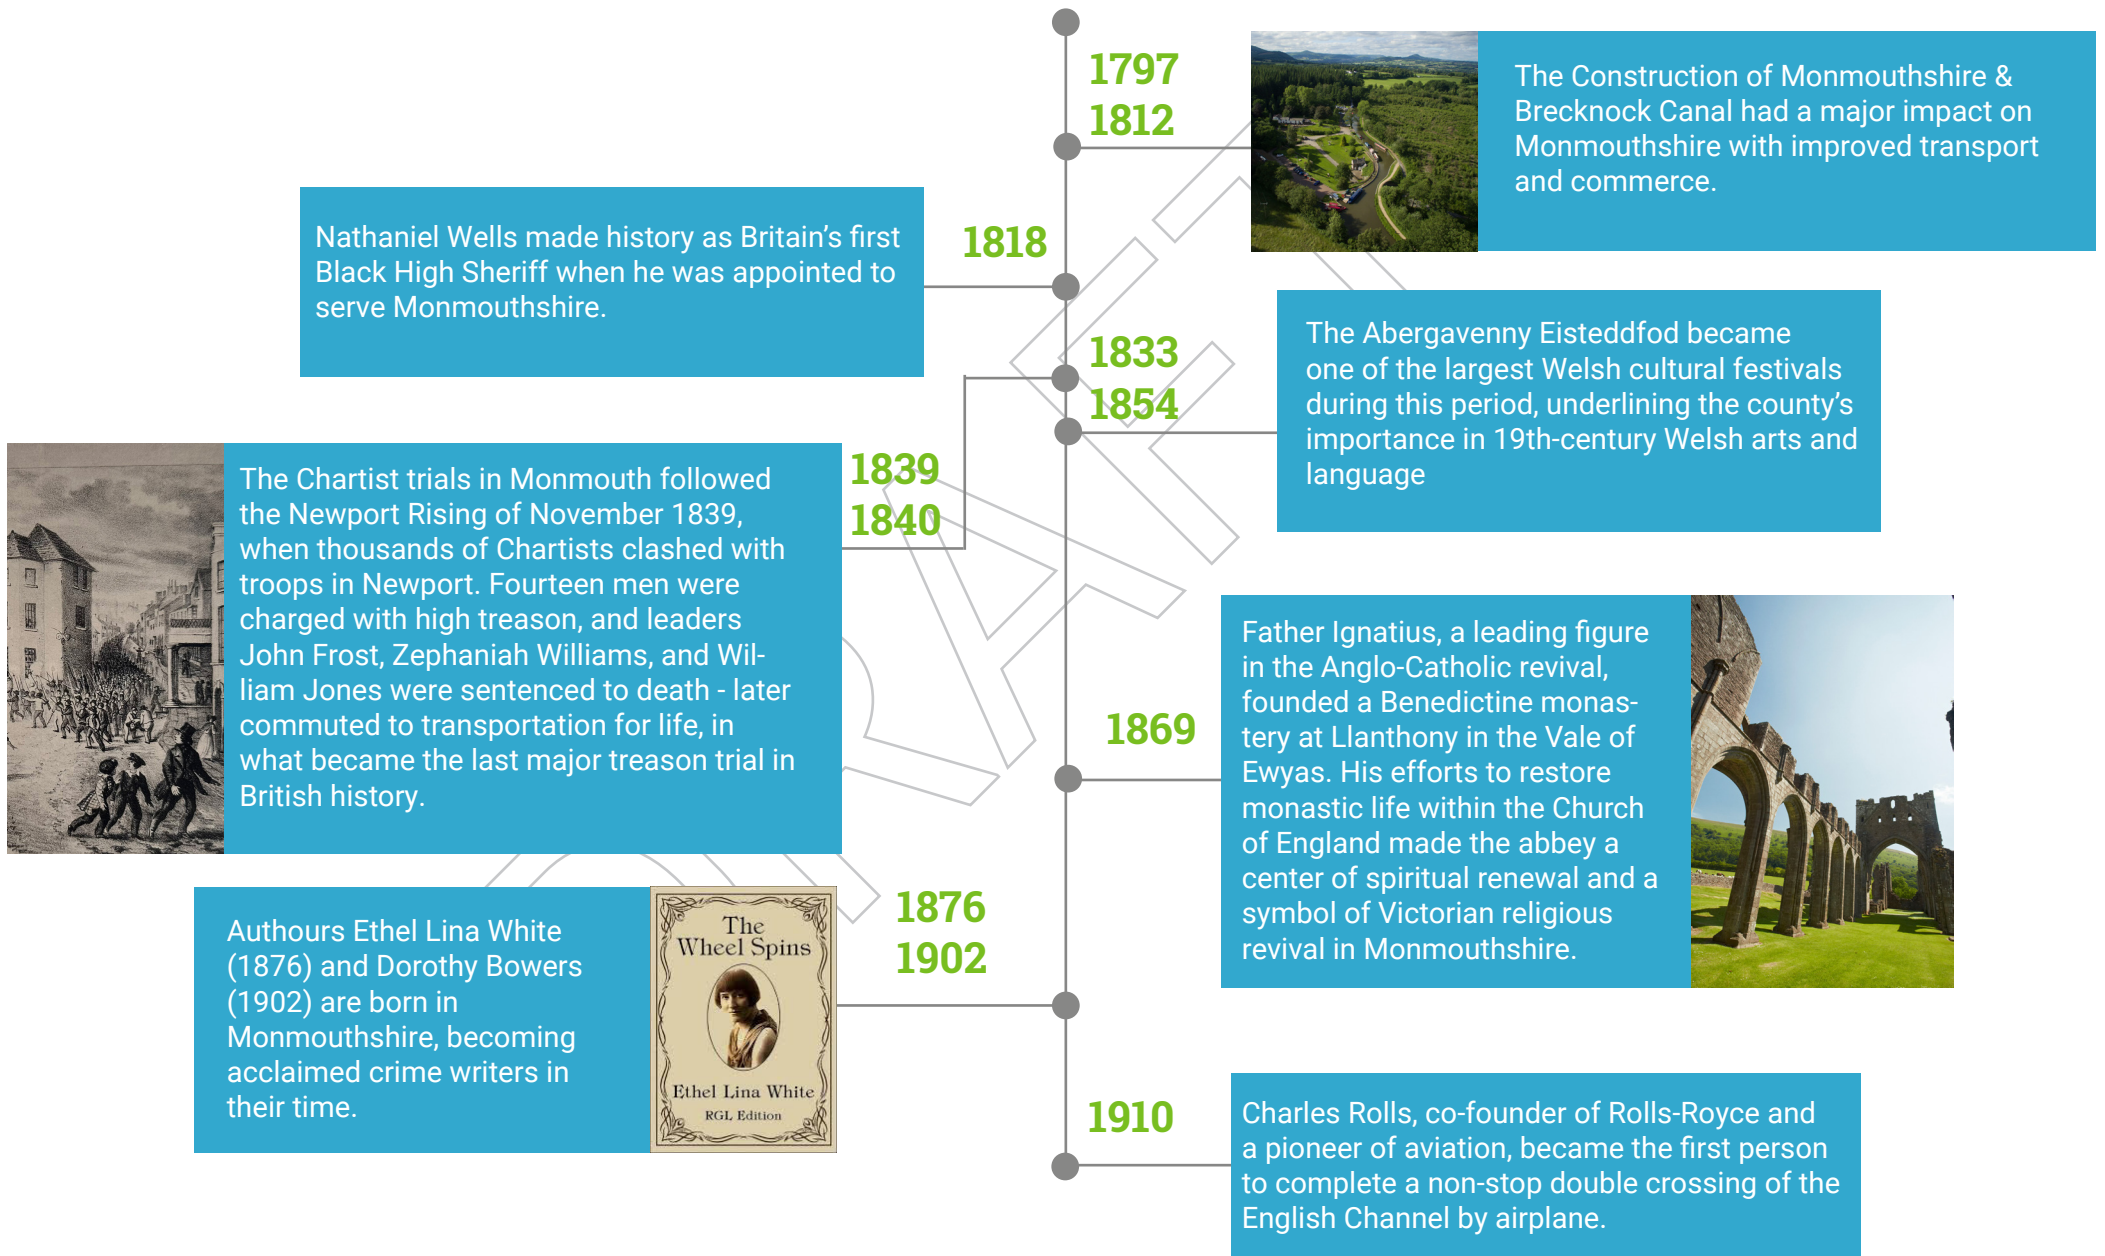 1797
1812
The Construction of Monmouthshire &
Brecknock Canal had a major impact on
Monmouthshire with improved transport
and commerce.
Nathaniel Wells made history as Britain's first
Black High Sheriff when he was appointed to
serve Monmouthshire.
1818
1833
1854
The Abergavenny Eisteddfod became
one of the largest Welsh cultural festivals
during this period, underlining the county's
importance in 19th-century Welsh arts and
language
The Chartist trials in Monmouth followed
the Newport Rising of November 1839,
when thousands of Chartists clashed with
troops in Newport. Fourteen men were
charged with high treason, and leaders
John Frost, Zephaniah Williams, and Wil-
liam Jones were sentenced to death - later
commuted to transportation for life, in
what became the last major treason trial in
British history.
1839
1840
1869
Father Ignatius, a leading figure
in the Anglo-Catholic revival,
founded a Benedictine monas-
tery at Llanthony in the Vale of
Ewyas. His efforts to restore
monastic life within the Church
of England made the abbey a
center of spiritual renewal and a
symbol of Victorian religious
revival in Monmouthshire.
Authours Ethel Lina White
(1876) and Dorothy Bowers
(1902) are born in
Monmouthshire, becoming
acclaimed crime writers in
their time.
The
Wheel Spins
Ethel Lina White
RGL Edition
1876
1902
1910
Charles Rolls, co-founder of Rolls-Royce and
a pioneer of aviation, became the first person
to complete a non-stop double crossing of the
English Channel by airplane.
DRAFT